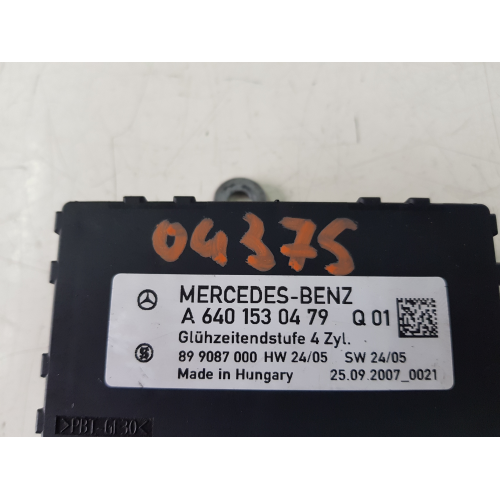 04375
MERCEDES-BENZ
A 640 153 04 79 Q 01
Glühzeitendstufe 4 Zyl.
89 9087 000 HW 24/05 SW 24/05
Made in Hungary 25.09.2007_0021
>PBT-GF30<